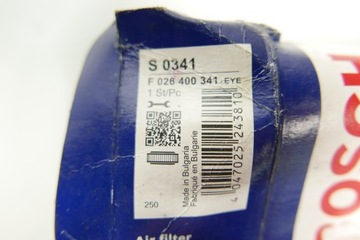 S 0341
F 026 400 341-EYE
1 St/Pc
4 047025 243810
Made in Bulgaria
Fabriqué en Bulgarie
250
Air filter